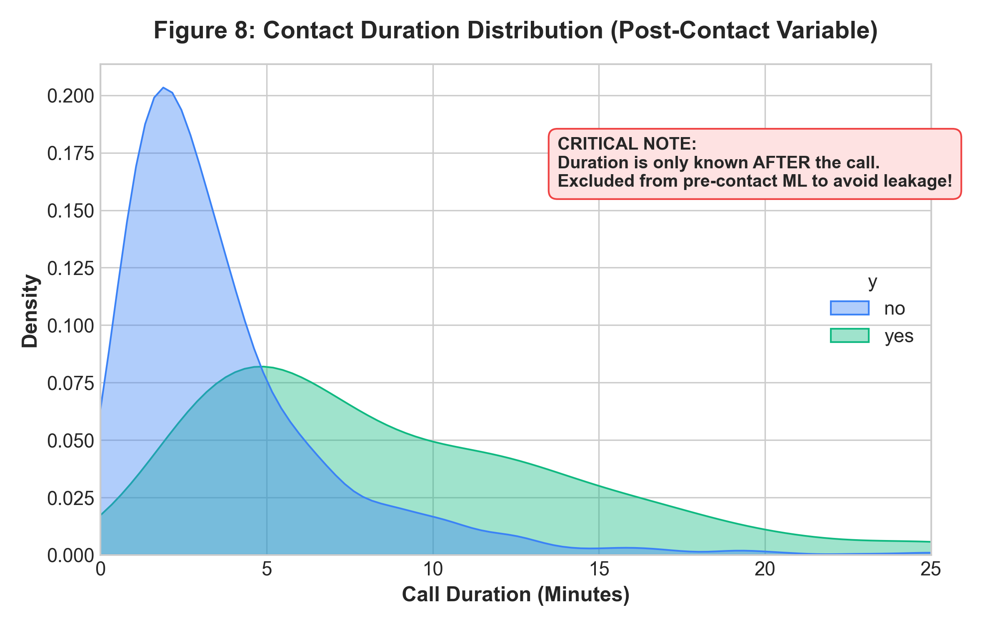 Figure 8: Contact Duration Distribution (Post-Contact Variable)
0.200
0.175
0.150
0.125
0.100
0.075
0.050
0.025
0.000
Density
CRITICAL NOTE:
Duration is only known AFTER the call.
Excluded from pre-contact ML to avoid leakage!
y
no
yes
0 5 10 15 20 25
Call Duration (Minutes)